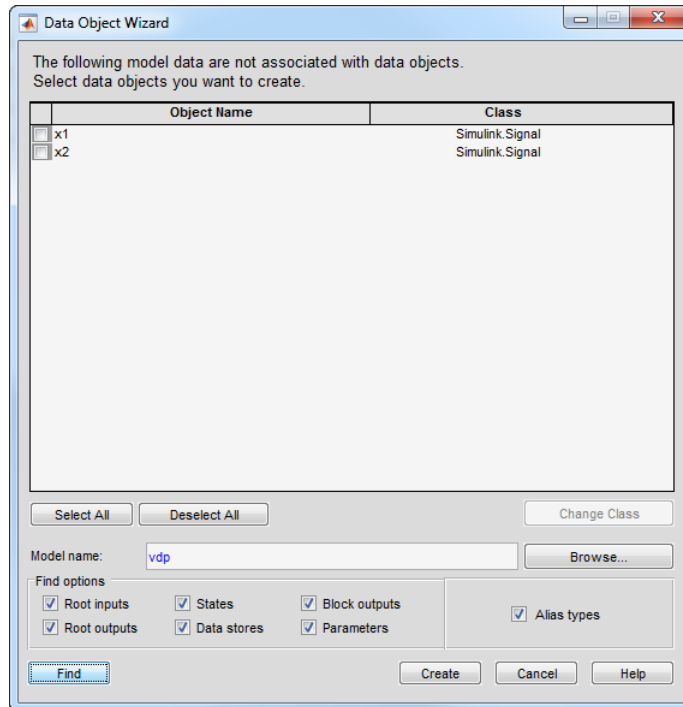 Data Object Wizard
The following model data are not associated with data objects.
Select data objects you want to create.
Object Name Class
x1 Simulink.Signal
x2 Simulink.Signal
Select All Deselect All Change Class
Model name: vdp Browse...
Find options
Root inputs States Block outputs
Alias types
Root outputs Data stores Parameters
Find Create Cancel Help